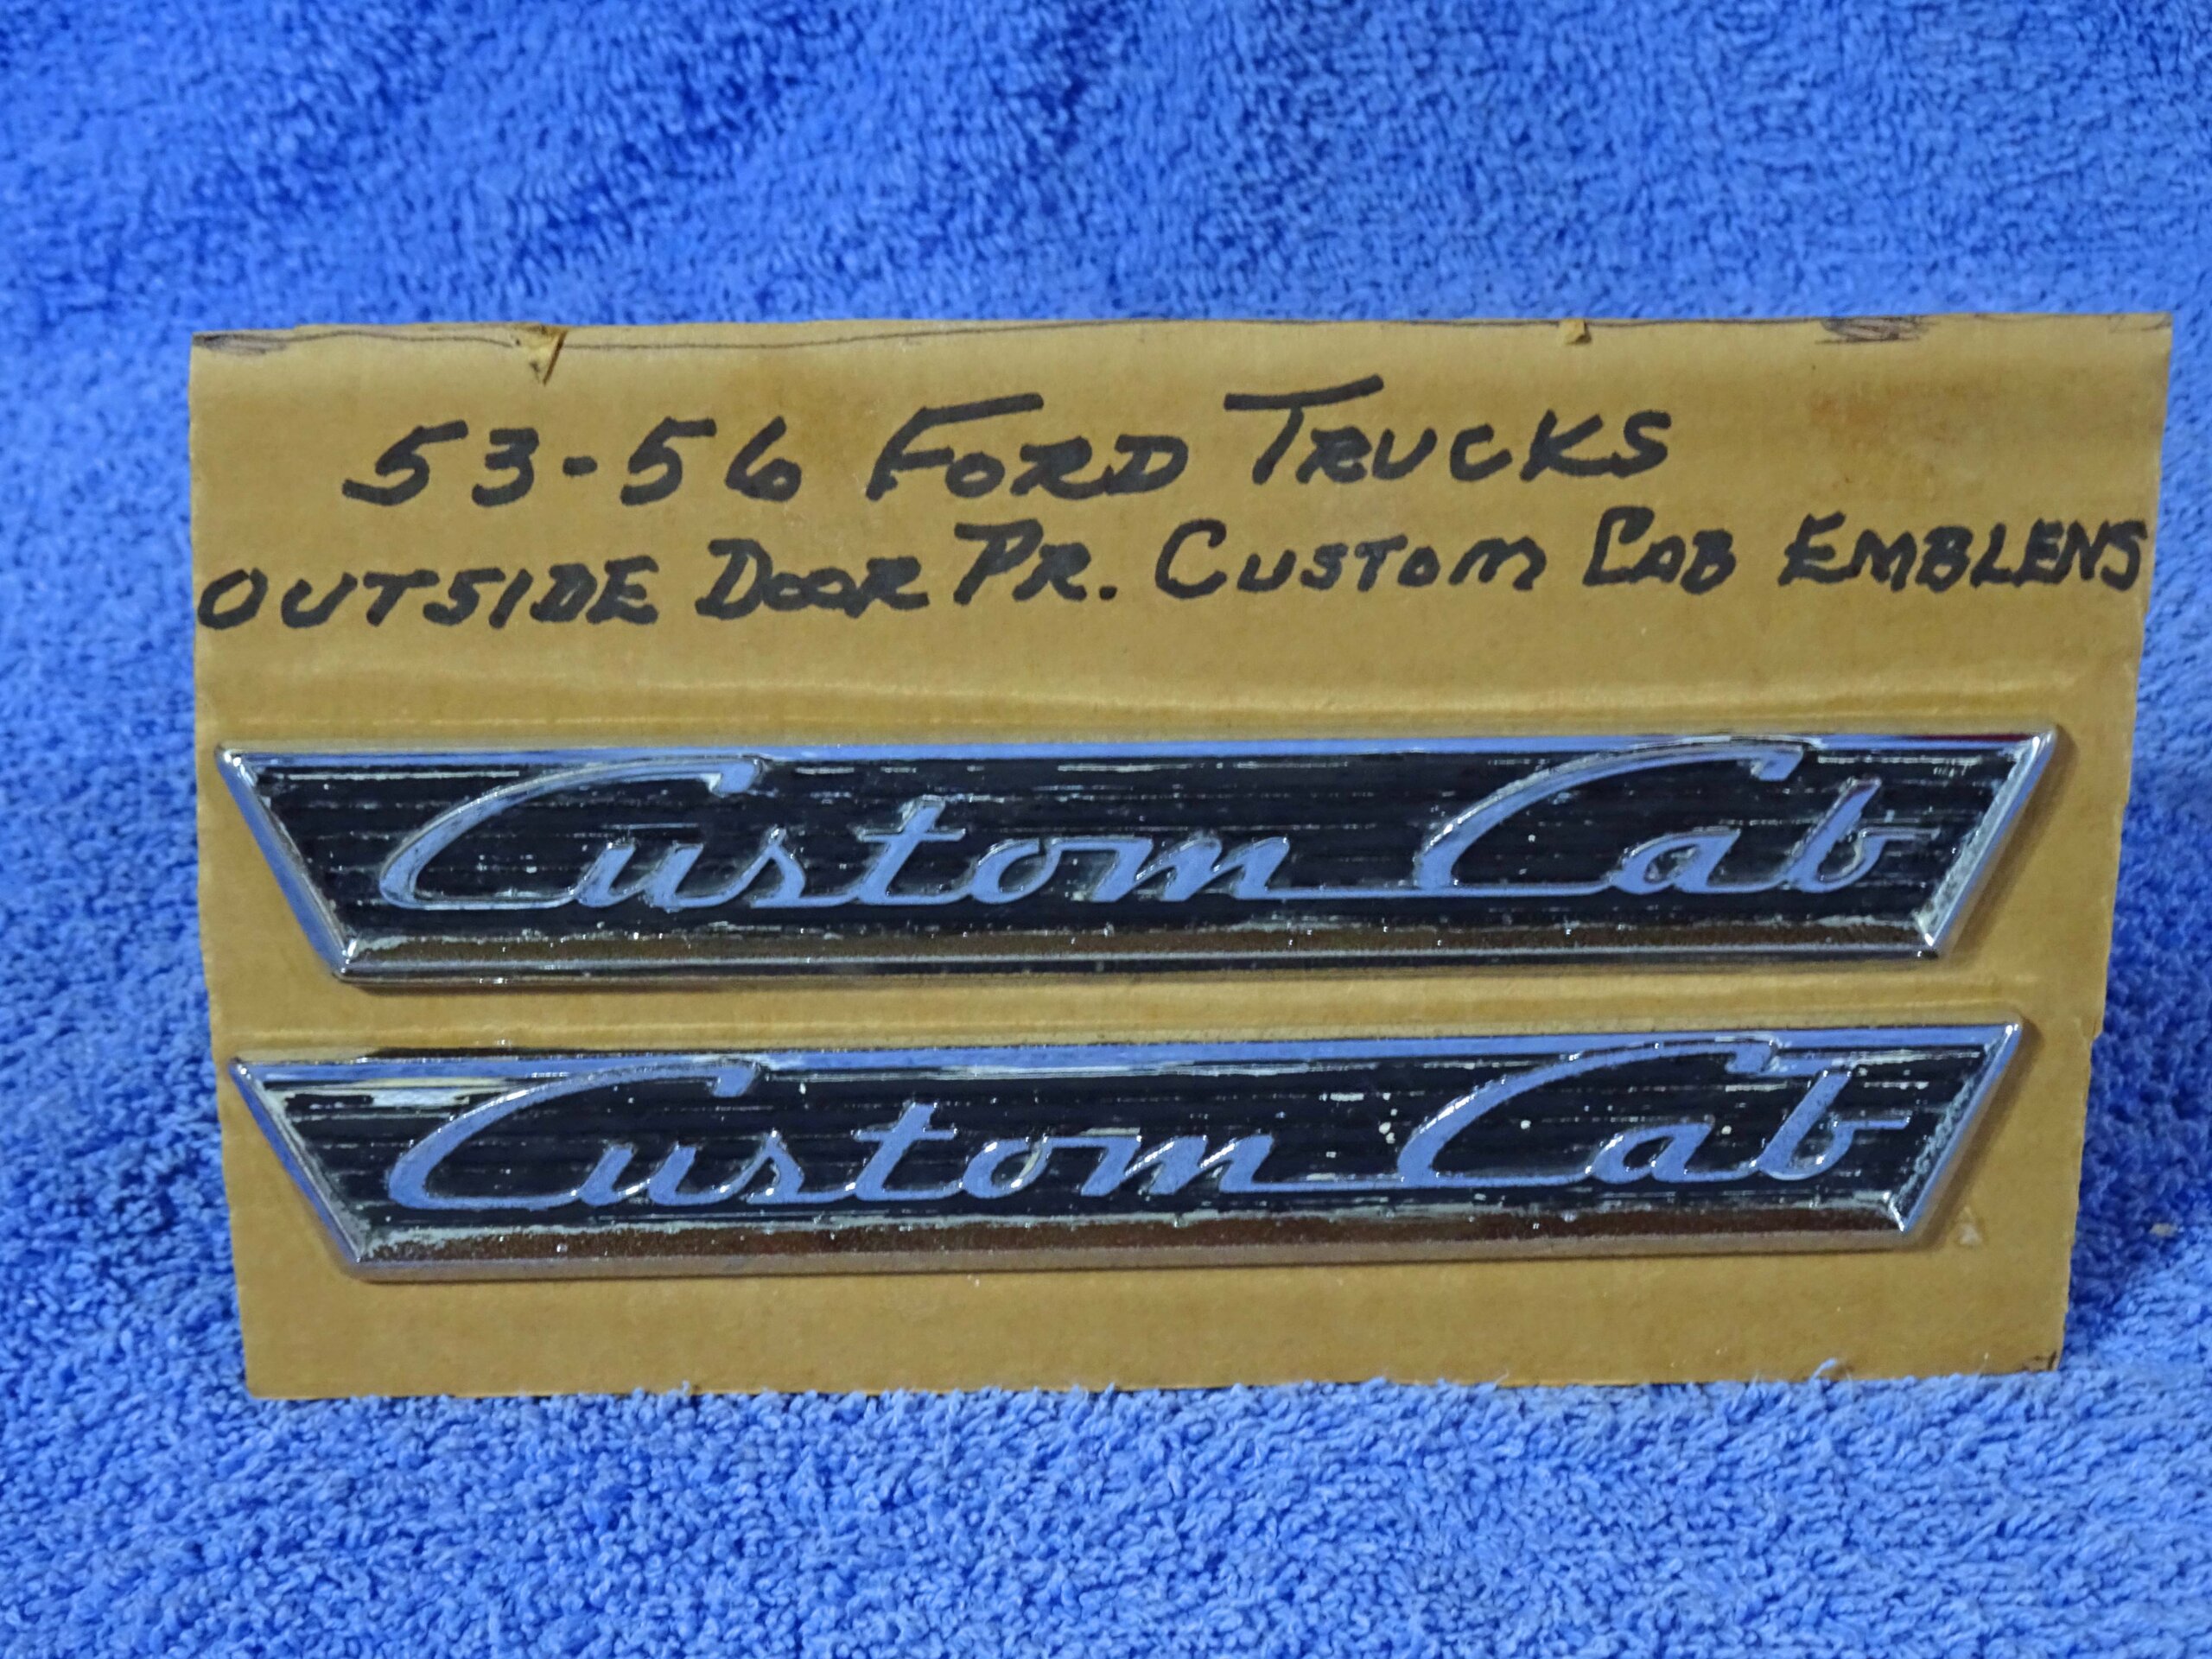 53-56 FORD TRUCKS
OUTSIDE DOOR PR. CUSTOM CAB EMBLENS
Custom Cab
Custom Cab